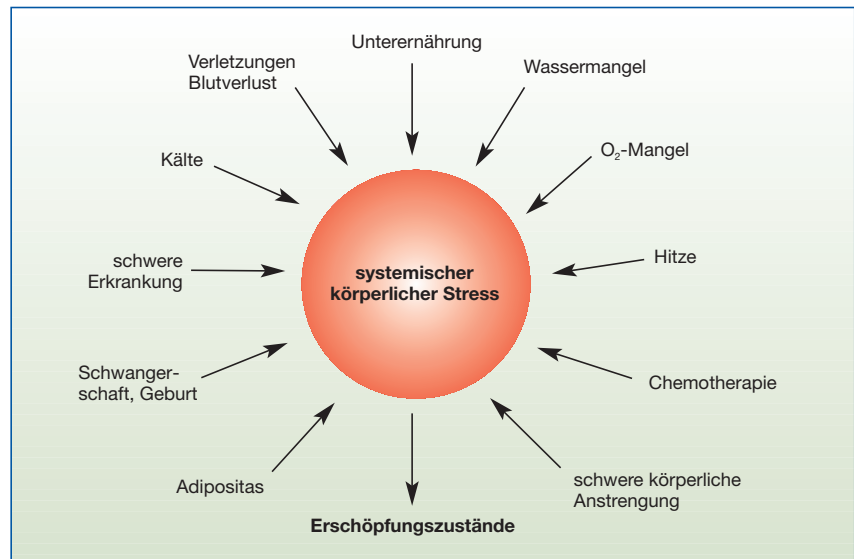 Unterernährung
Verletzungen
Blutverlust
Wassermangel
Kälte
O₂-Mangel
schwere
Erkrankung
systemischer
körperlicher Stress
Hitze
Schwanger-
schaft, Geburt
Chemotherapie
Adipositas
schwere körperliche
Anstrengung
Erschöpfungszustände